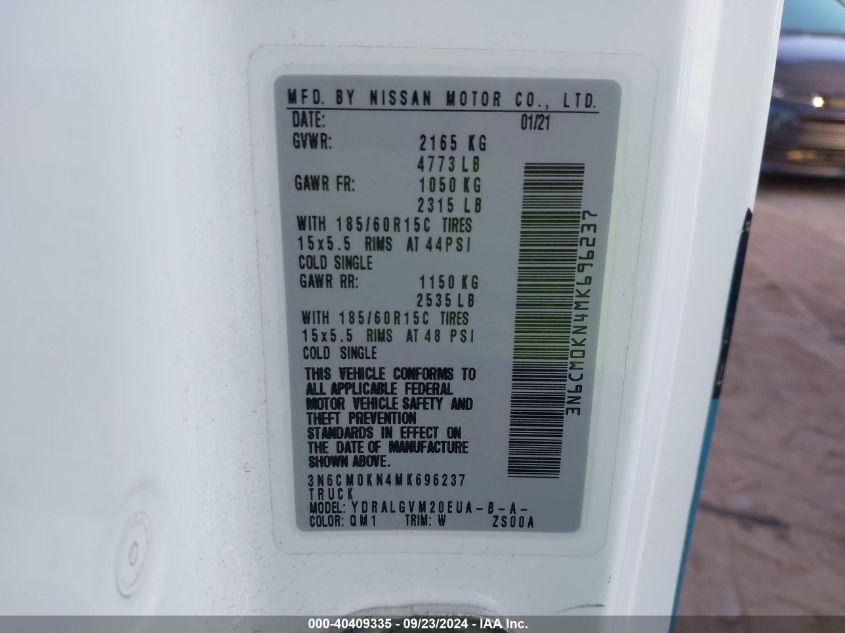 MFD. BY NISSAN MOTOR CO., LTD.
DATE: 01/21
GVWR: 2165 KG
4773 LB
GAWR FR: 1050 KG
2315 LB
WITH 185/60R15C TIRES
15x5.5 RIMS AT 44PSI
COLD SINGLE
GAWR RR: 1150 KG
2535 LB
WITH 185/60R15C TIRES
15x5.5 RIMS AT 48 PSI
COLD SINGLE
THIS VEHICLE CONFORMS TO
ALL APPLICABLE FEDERAL
MOTOR VEHICLE SAFETY AND
THEFT PREVENTION
STANDARDS IN EFFECT ON
THE DATE OF MANUFACTURE
SHOWN ABOVE.
3N6CM0KN4MK696237
TRUCK
MODEL: YDRALGVM20EUA-B-A-
COLOR: QM1 TRIM: W ZS00A
3N6CM0KN4MK696237
000-40409335 - 09/23/2024 - IAAI.com